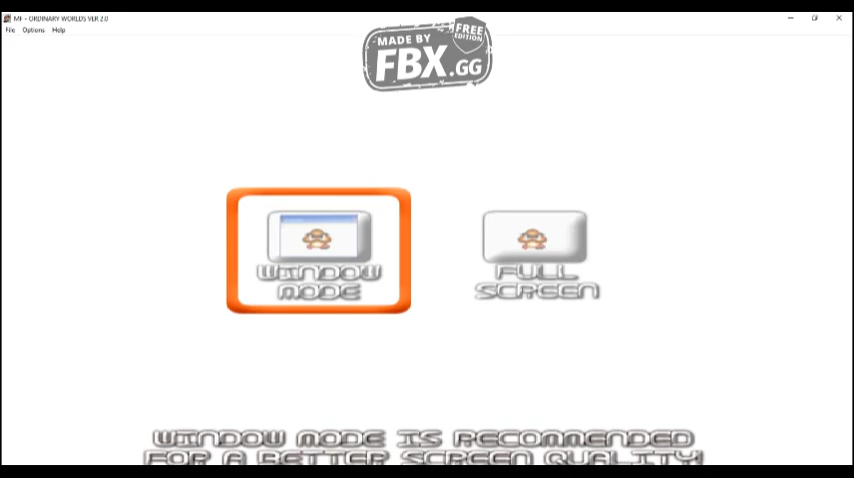 MF - ORDINARY WORLDS VER 2.0
File Options Help
MADE BY
FREE
EDITION
FBX.GG
WINDOW
MODE
FULL
SCREEN
WINDOW MODE IS RECOMMENDED
FOR A BETTER SCREEN QUALITY!